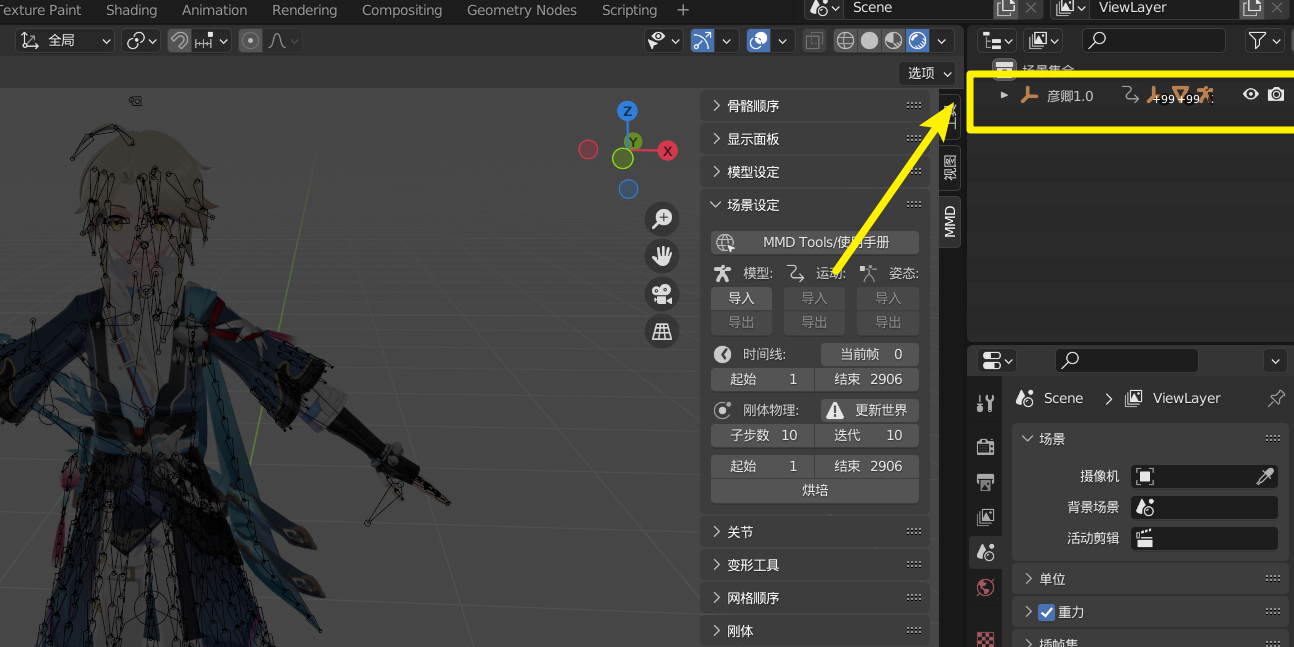 Texture Paint Shading Animation Rendering Compositing Geometry Nodes Scripting + Scene ViewLayer
全局
选项
场景集合
彦卿1.0 +99 +99
骨骼顺序
显示面板
模型设定
场景设定
工具
视图
MMD
Z
Y
X
MMD Tools/使用手册
模型: 运动: 姿态:
导入 导入 导入
导出 导出 导出
时间线: 当前帧 0
起始 1 结束 2906
刚体物理: 更新世界
子步数 10 迭代 10
起始 1 结束 2906
烘培
关节
变形工具
网格顺序
刚体
Scene > ViewLayer
场景
摄像机
背景场景
活动剪辑
单位
重力
插帧集